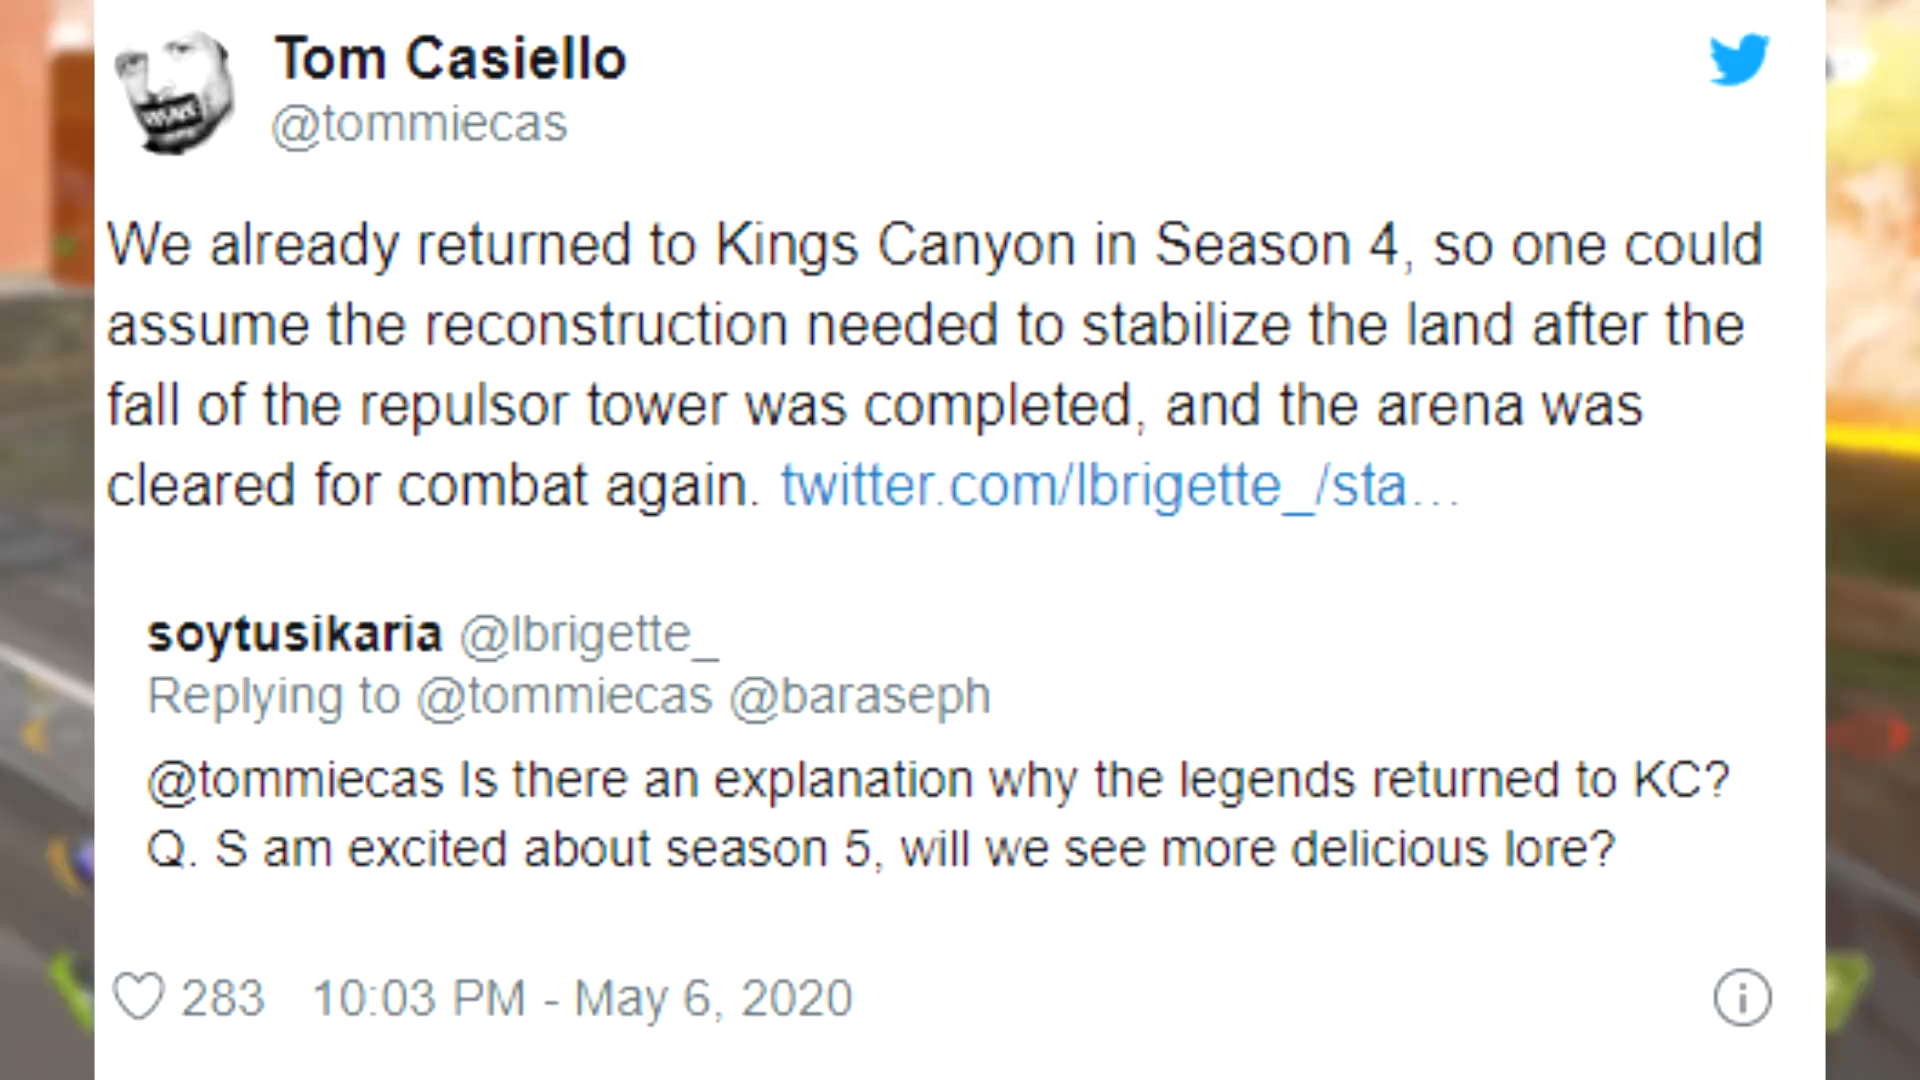 Tom Casiello
@tommiecas
We already returned to Kings Canyon in Season 4, so one could
assume the reconstruction needed to stabilize the land after the
fall of the repulsor tower was completed, and the arena was
cleared for combat again. twitter.com/lbrigette_/sta...
soytusikaria @lbrigette_
Replying to @tommiecas @baraseph
@tommiecas Is there an explanation why the legends returned to KC?
Q. S am excited about season 5, will we see more delicious lore?
283 10:03 PM - May 6, 2020